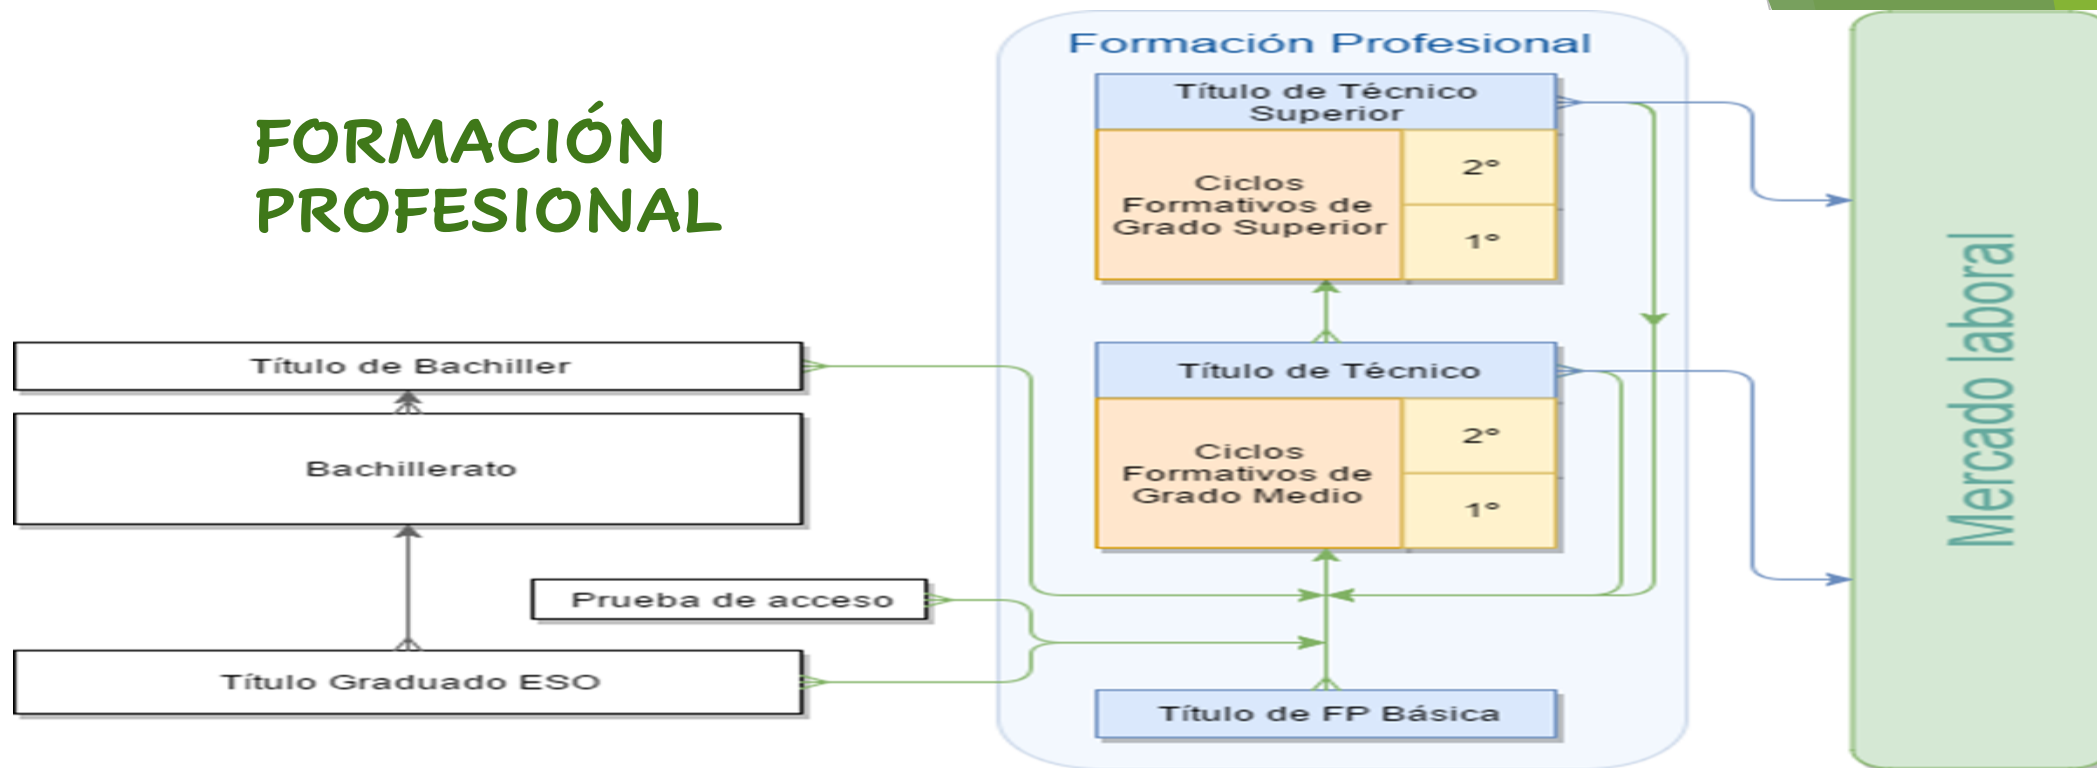 FORMACIÓN
PROFESIONAL
Título de Bachiller
Bachillerato
Prueba de acceso
Título Graduado ESO
Formación Profesional
Título de Técnico
Superior
Ciclos
Formativos de
Grado Superior
2º
1º
Título de Técnico
Ciclos
Formativos de
Grado Medio
2º
1º
Título de FP Básica
Mercado laboral